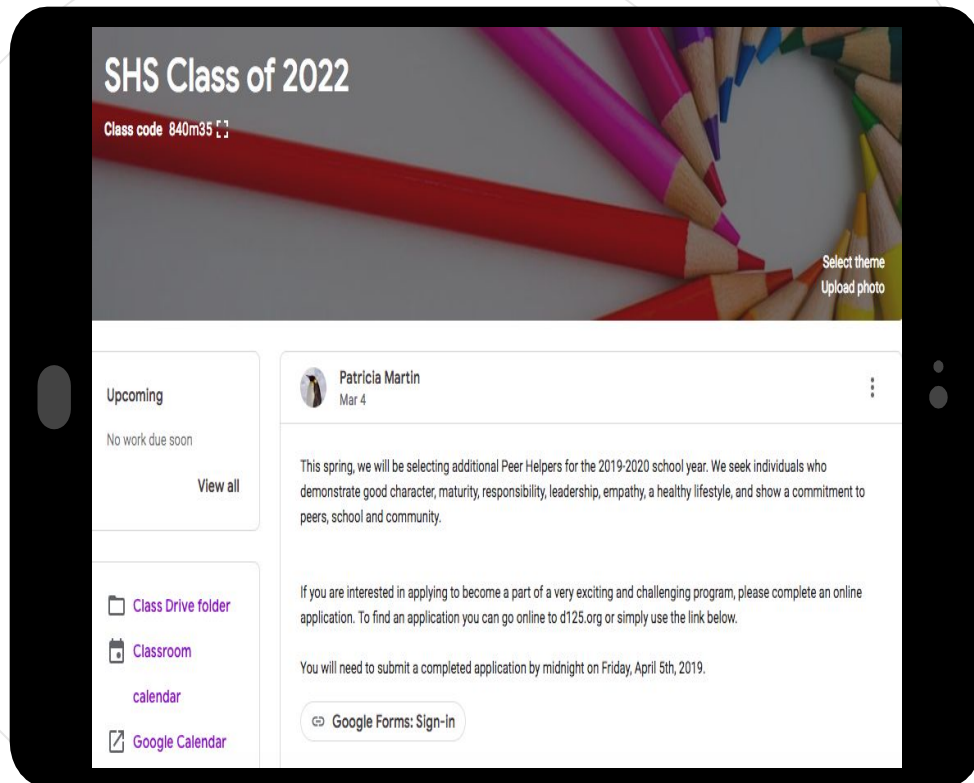 SHS Class of 2022
Class code 840m35
Select theme
Upload photo
Upcoming
No work due soon
View all
Class Drive folder
Classroom
calendar
Google Calendar
Patricia Martin
Mar 4
This spring, we will be selecting additional Peer Helpers for the 2019-2020 school year. We seek individuals who
demonstrate good character, maturity, responsibility, leadership, empathy, a healthy lifestyle, and show a commitment to
peers, school and community.
If you are interested in applying to become a part of a very exciting and challenging program, please complete an online
application. To find an application you can go online to d125.org or simply use the link below.
You will need to submit a completed application by midnight on Friday, April 5th, 2019.
Google Forms: Sign-in